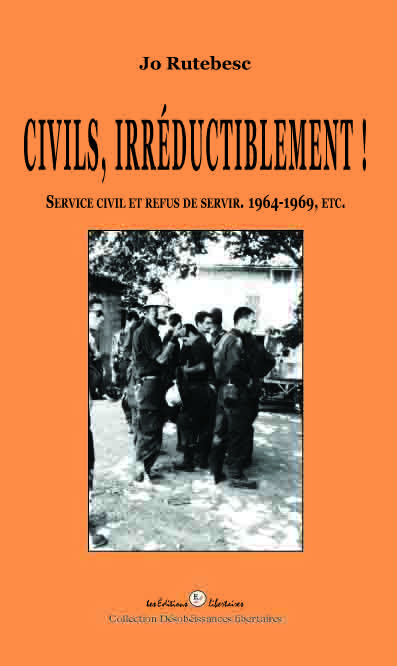 Jo Rutebesc
CIVILS, IRRÉDUCTIBLEMENT !
SERVICE CIVIL ET REFUS DE SERVIR. 1964-1969, ETC.
les Éditions libertaires
Collection Désobéissances libertaires